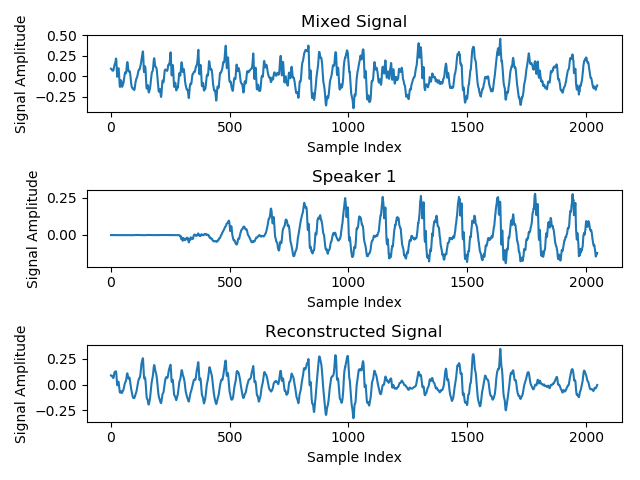 Mixed Signal
Signal Amplitude
0.50
0.25
0.00
−0.25
0 500 1000 1500 2000
Sample Index
Speaker 1
Signal Amplitude
0.25
0.00
0 500 1000 1500 2000
Sample Index
Reconstructed Signal
Signal Amplitude
0.25
0.00
−0.25
0 500 1000 1500 2000
Sample Index